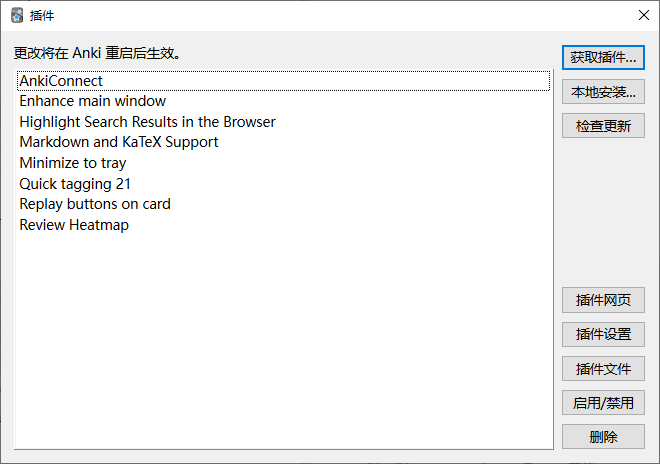 插件
更改将在 Anki 重启后生效。
AnkiConnect
Enhance main window
Highlight Search Results in the Browser
Markdown and KaTeX Support
Minimize to tray
Quick tagging 21
Replay buttons on card
Review Heatmap
获取插件...
本地安装...
检查更新
插件网页
插件设置
插件文件
启用/禁用
删除